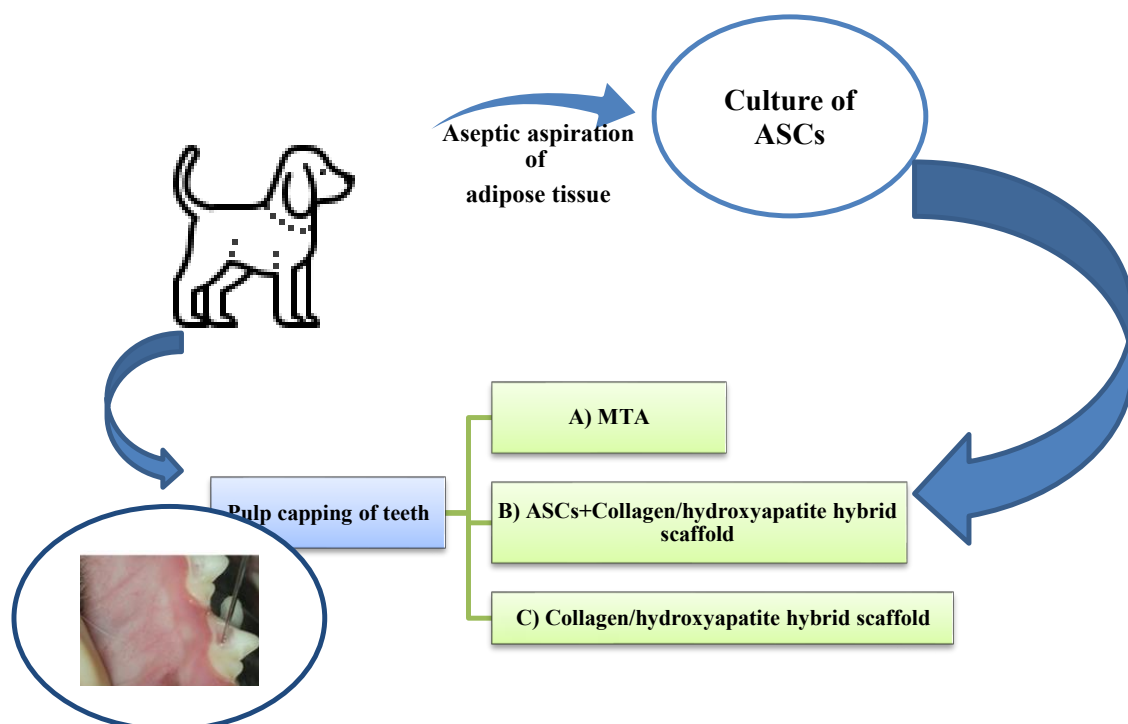 Culture of
ASCs
Aseptic aspiration
of
adipose tissue
A) MTA
Pulp capping of teeth
B) ASCs+Collagen/hydroxyapatite hybrid
scaffold
C) Collagen/hydroxyapatite hybrid scaffold